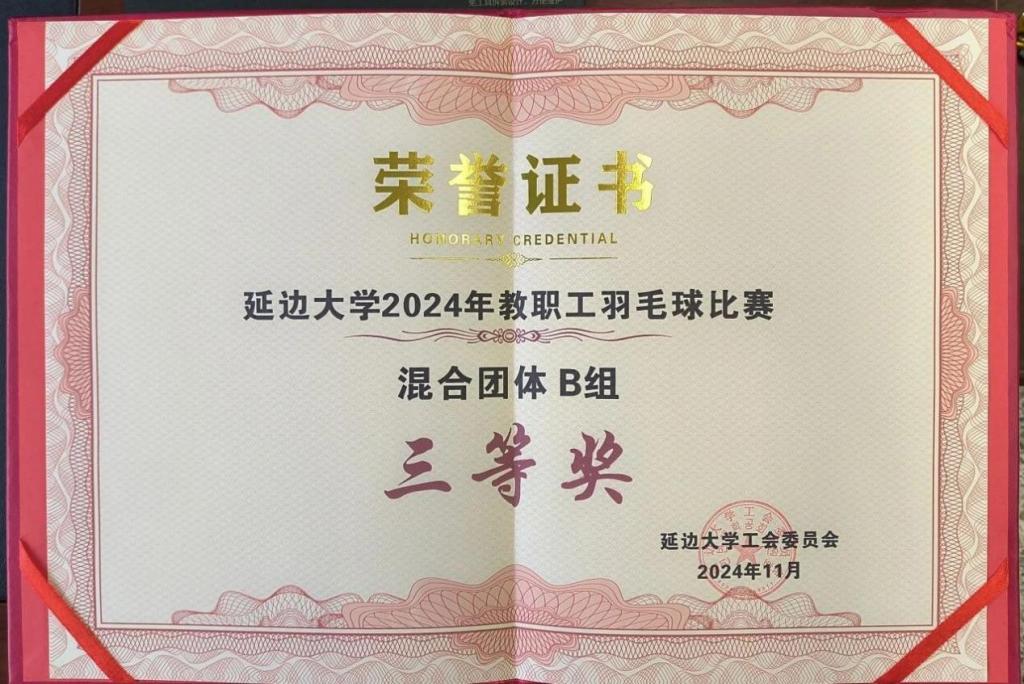 荣誉证书
HONORARY CREDENTIAL
延边大学2024年教职工羽毛球比赛
混合团体 B组
三等奖
延边大学工会委员会
2024年11月